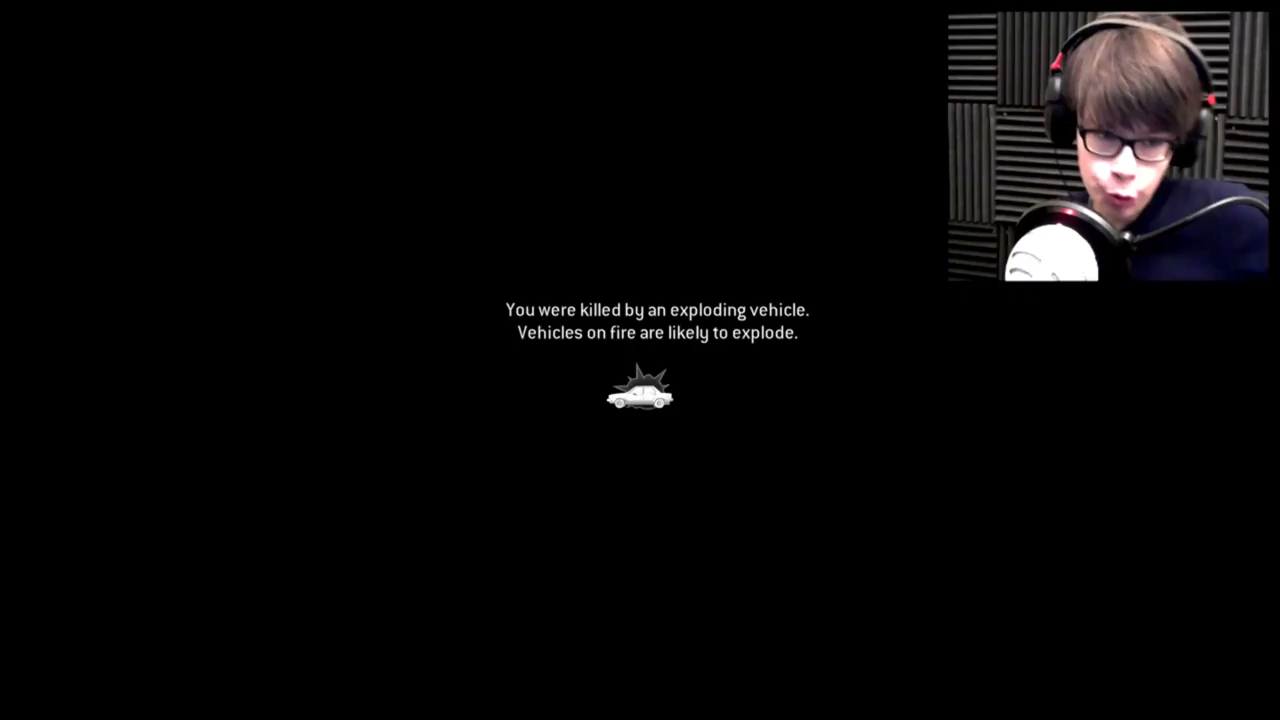 You were killed by an exploding vehicle.
Vehicles on fire are likely to explode.